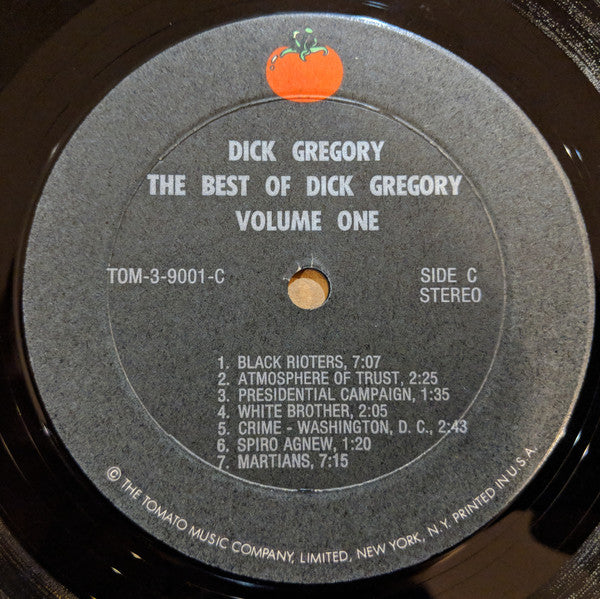 DICK GREGORY
THE BEST OF DICK GREGORY
VOLUME ONE
TOM-3-9001-C
SIDE C
STEREO
1. BLACK RIOTERS, 7:07
2. ATMOSPHERE OF TRUST, 2:25
3. PRESIDENTIAL CAMPAIGN, 1:35
4. WHITE BROTHER, 2:05
5. CRIME - WASHINGTON, D. C., 2:43
6. SPIRO AGNEW, 1:20
7. MARTIANS, 7:15
© THE TOMATO MUSIC COMPANY, LIMITED, NEW YORK, N.Y. PRINTED IN U.S.A.